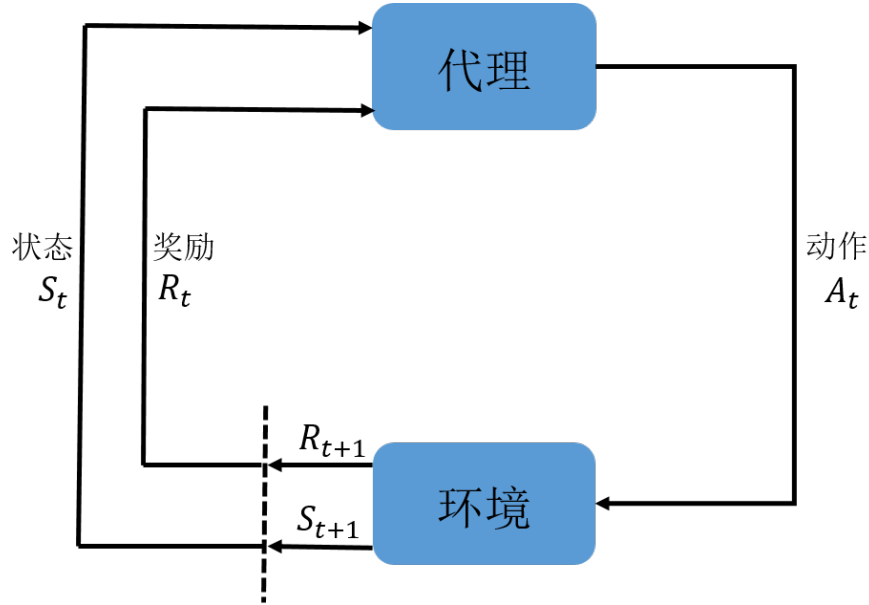 代理
状态
S_t
奖励
R_t
动作
A_t
R_{t+1}
S_{t+1}
环境